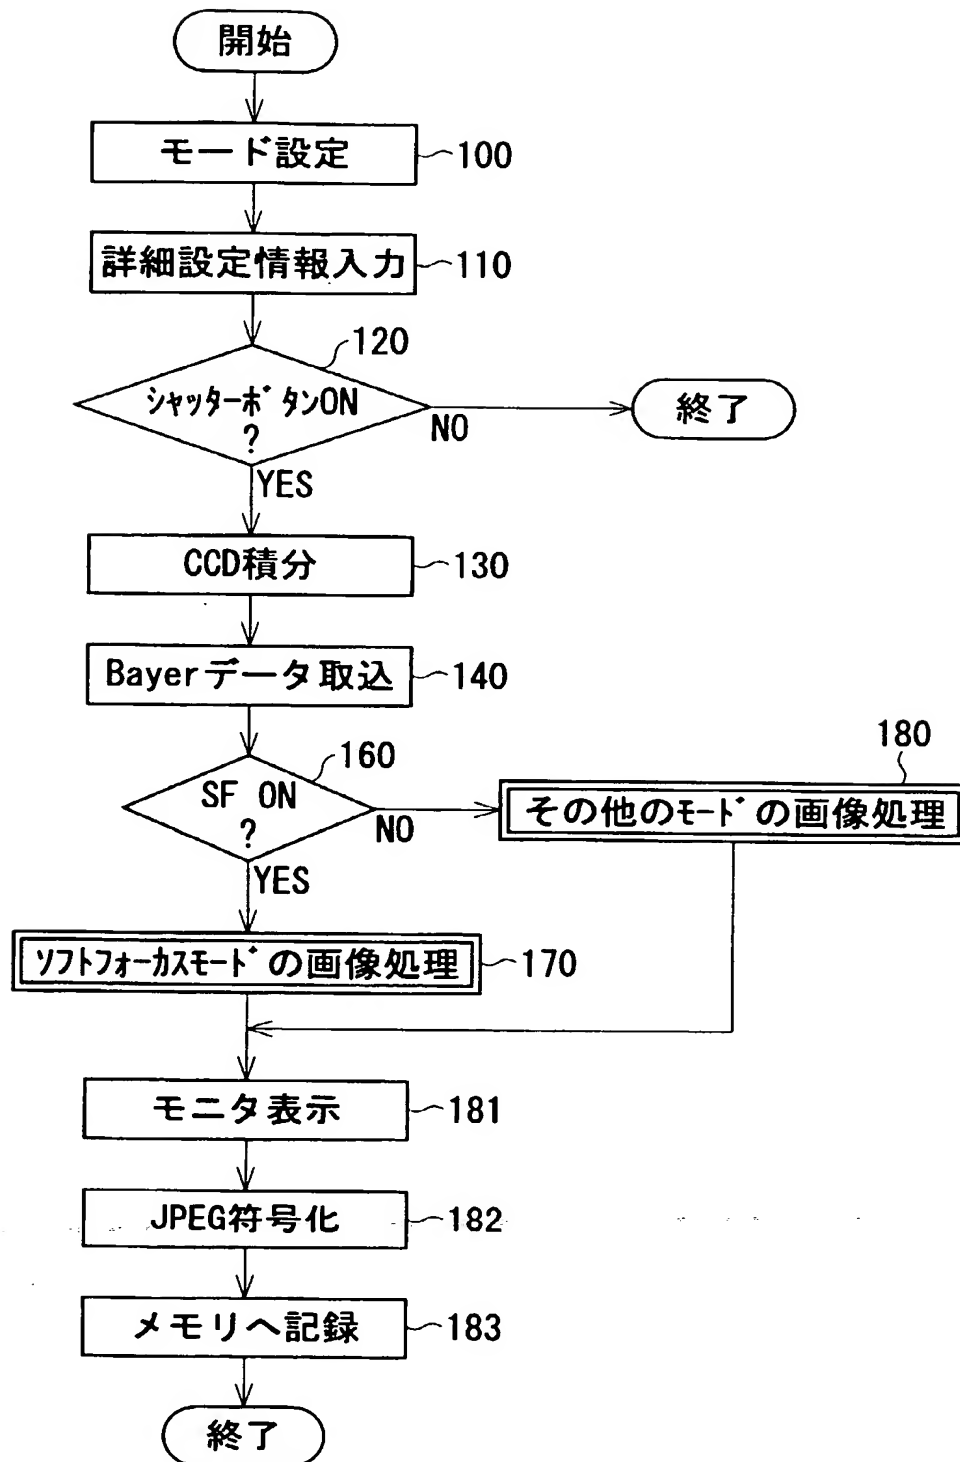 開始
モード設定
100
詳細設定情報入力
110
120
シャッターボタンON
?
NO
終了
YES
CCD積分
130
Bayerデータ取込
140
160
180
SF ON
?
NO
その他のモードの画像処理
YES
ソフトフォーカスモードの画像処理
170
モニタ表示
181
JPEG符号化
182
メモリへ記録
183
終了